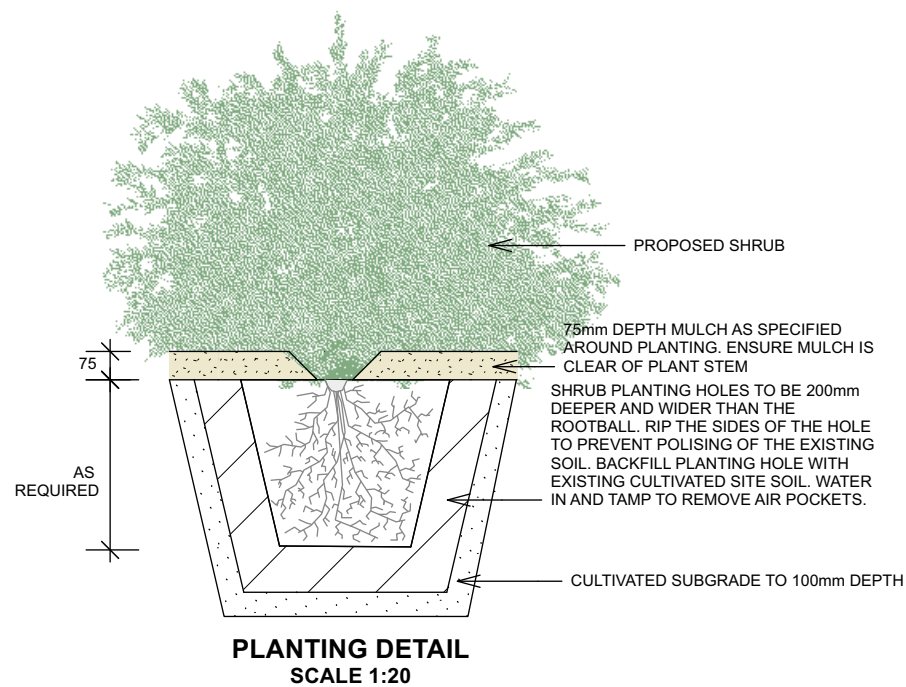 PROPOSED SHRUB
75mm DEPTH MULCH AS SPECIFIED
AROUND PLANTING. ENSURE MULCH IS
CLEAR OF PLANT STEM
75
SHRUB PLANTING HOLES TO BE 200mm
DEEPER AND WIDER THAN THE
ROOTBALL. RIP THE SIDES OF THE HOLE
TO PREVENT POLISING OF THE EXISTING
SOIL. BACKFILL PLANTING HOLE WITH
EXISTING CULTIVATED SITE SOIL. WATER
IN AND TAMP TO REMOVE AIR POCKETS.
AS
REQUIRED
CULTIVATED SUBGRADE TO 100mm DEPTH
PLANTING DETAIL
SCALE 1:20